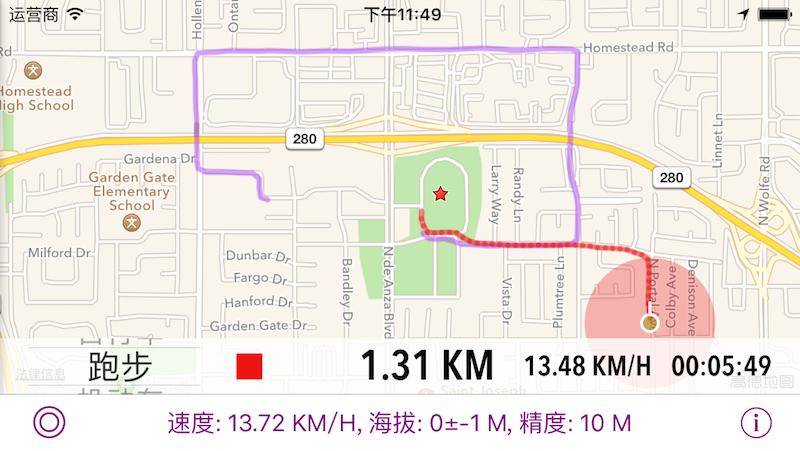 运营商
下午11:49
Hollen
Ontar
Rd
Homestead Rd
Homestead
High School
280
Gardena Dr
Linnet Ln
N Wolfe Rd
Garden Gate
Elementary
School
280
Larry Way
Randy Ln
Milford Dr
Dunbar Dr
Fargo Dr
Hanford Dr
Garden Gate Dr
Bandley Dr
N de Anza Blvd
Vista Dr
Plumtree Ln
N Porta
Colby Ave
Denison Ave
跑步
1.31 KM
13.48 KM/H
00:05:49
法律信息
高德地图
Saint Joseph
速度: 13.72 KM/H, 海拔: 0±-1 M, 精度: 10 M